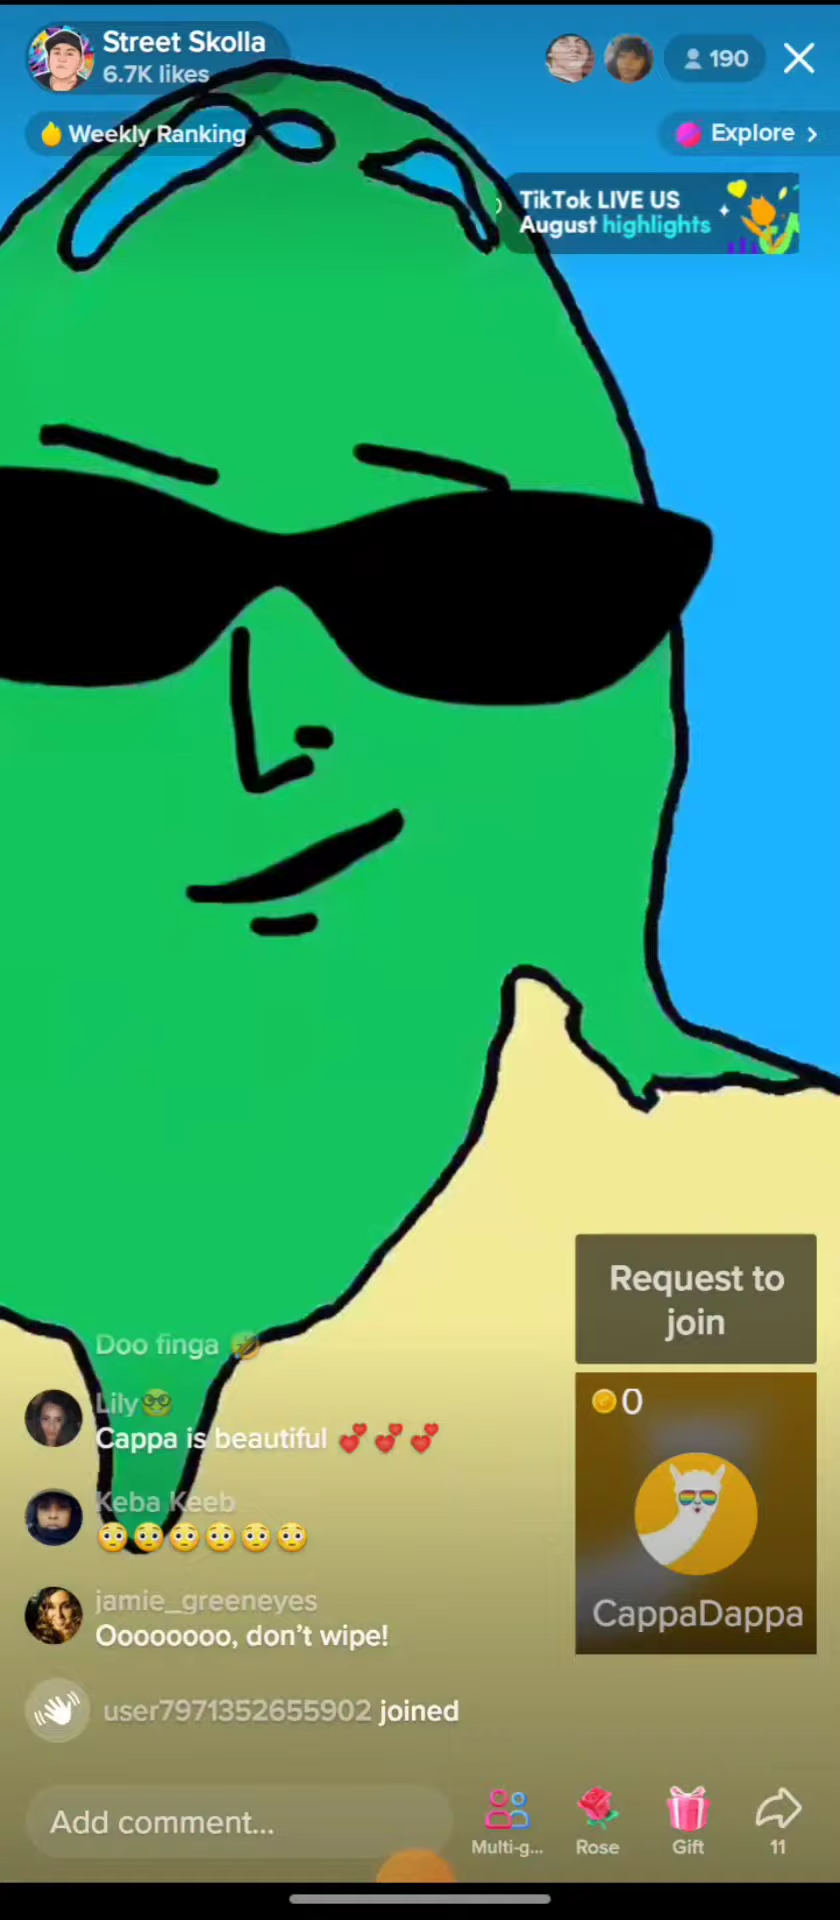 Street Skolla
6.7K likes
190
Weekly Ranking
Explore >
TikTok LIVE US
August highlights
Request to
join
Doo finga 🤣
Lily🤓
Cappa is beautiful 💕 💕 💕
Keba Keeb
😳😳😳😳😳😳
jamie_greeneyes
Oooooooo, don't wipe!
user7971352655902 joined
0
CappaDappa
Add comment...
Multi-g...
Rose
Gift
11